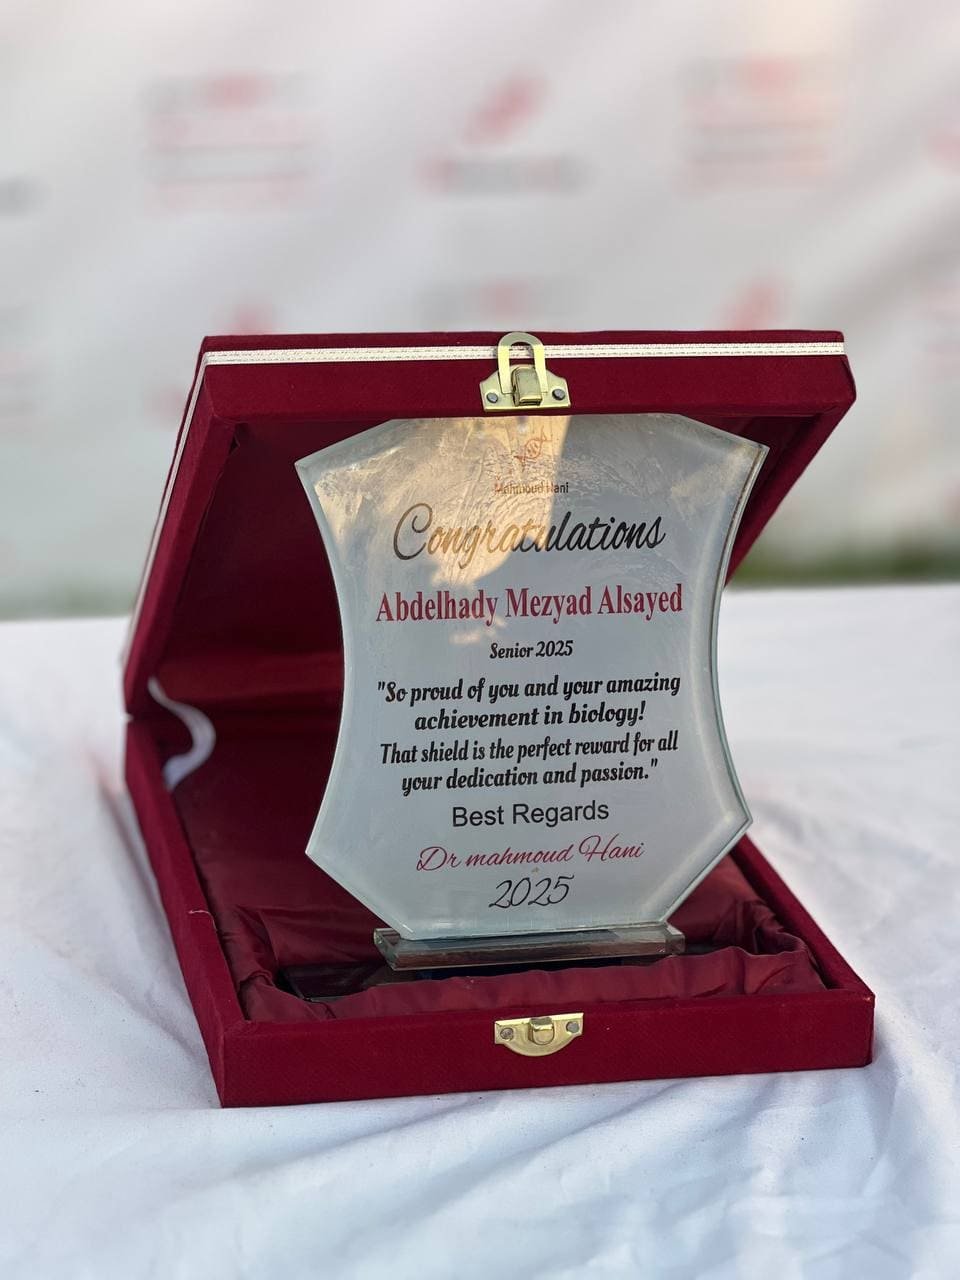 Mahmoud Hani
Congratulations
Abdelhady Mezyad Alsayed
Senior 2025
"So proud of you and your amazing
achievement in biology!
That shield is the perfect reward for all
your dedication and passion."
Best Regards
Dr mahmoud Hani
2025